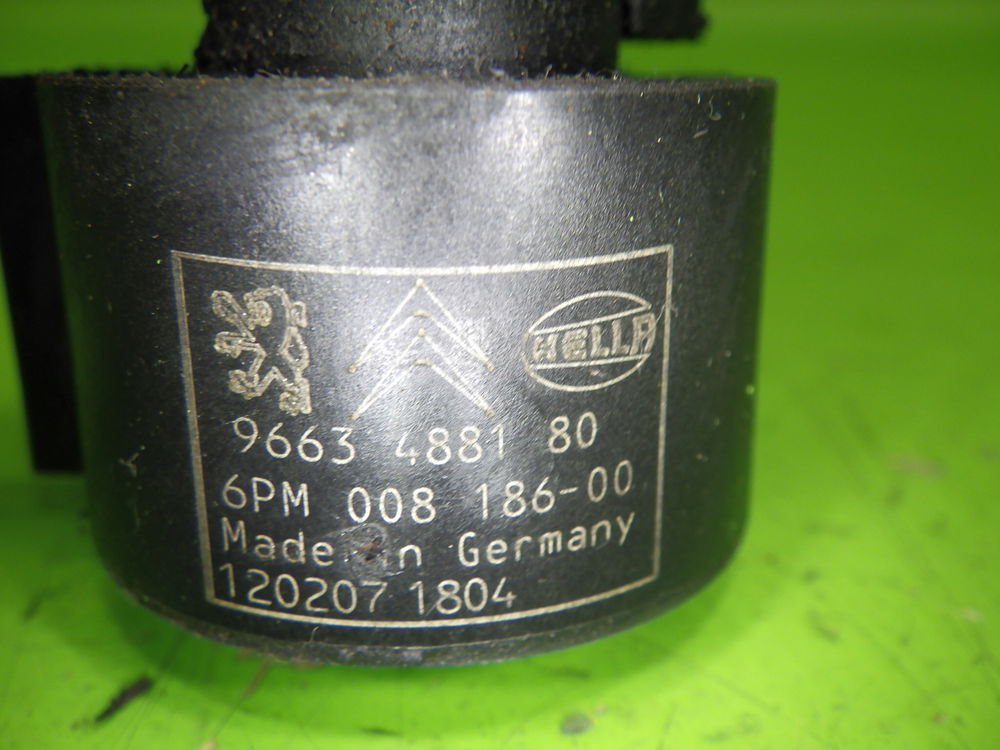 HELLA
9663 4881 80
6PM 008 186-00
Made in Germany
120207 1804